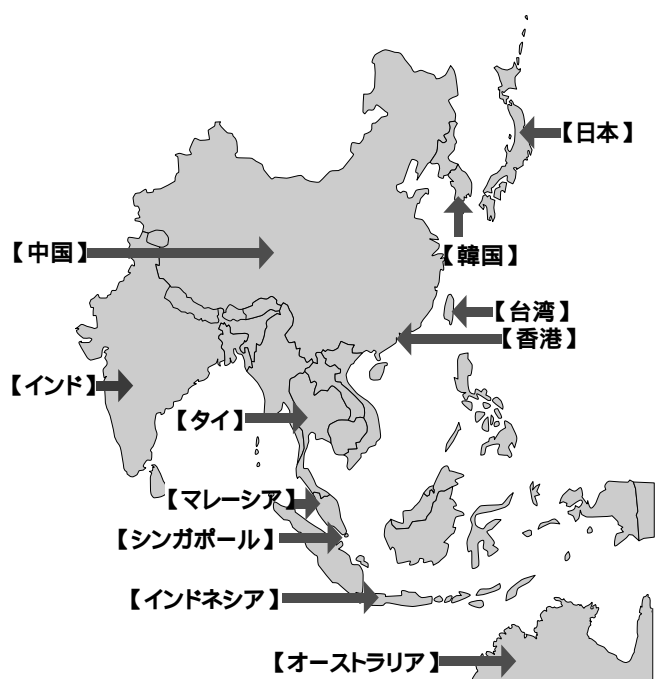 【日本】
【中国】
【韓国】
【台湾】
【香港】
【インド】
【タイ】
【マレーシア】
【シンガポール】
【インドネシア】
【オーストラリア】